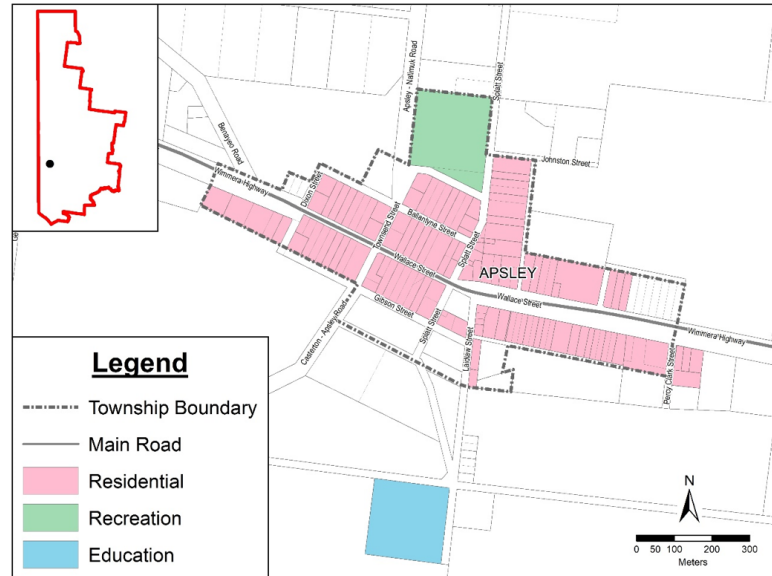 Apsley - Natimuk Road
Splatt Street
Benayeo Road
Johnston Street
Wimmera Highway
Dixon Street
Ballantyne Street
Townsend Street
Splatt Street
APSLEY
Wallace Street
Wallace Street
Gibson Street
Wimmera Highway
Casterton - Apsley Road
Splatt Street
Laidlaw Street
Percy Clark Street
Legend
Township Boundary
Main Road
Residential
Recreation
Education
N
0 50 100 200 300
Meters